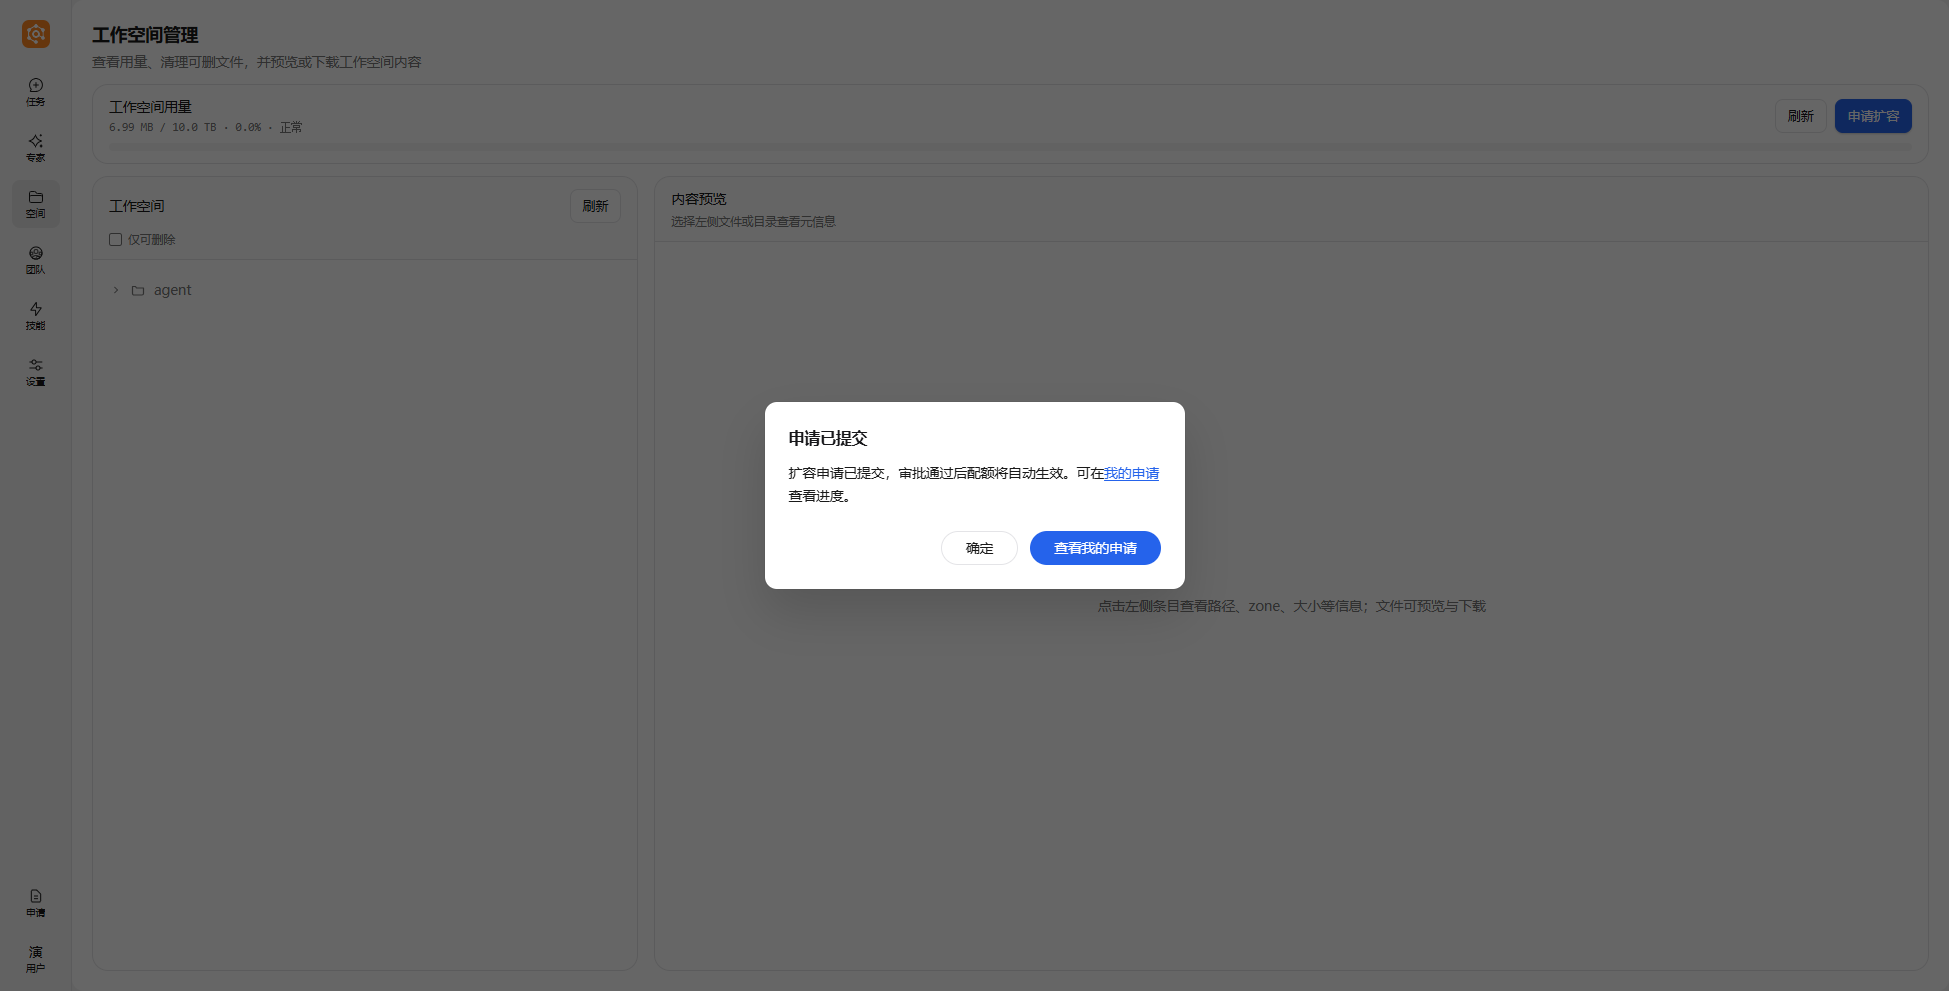 工作空间管理
查看用量、清理可删文件，并预览或下载工作空间内容
工作空间用量
6.99 MB / 10.0 TB · 0.0% · 正常
刷新
申请扩容
任务
专家
空间
团队
技能
设置
工作空间
刷新
仅可删除
agent
内容预览
选择左侧文件或目录查看元信息
申请已提交
扩容申请已提交，审批通过后配额将自动生效。可在我的申请
查看进度。
确定
查看我的申请
点击左侧条目查看路径、zone、大小等信息；文件可预览与下载
申请
演
用户